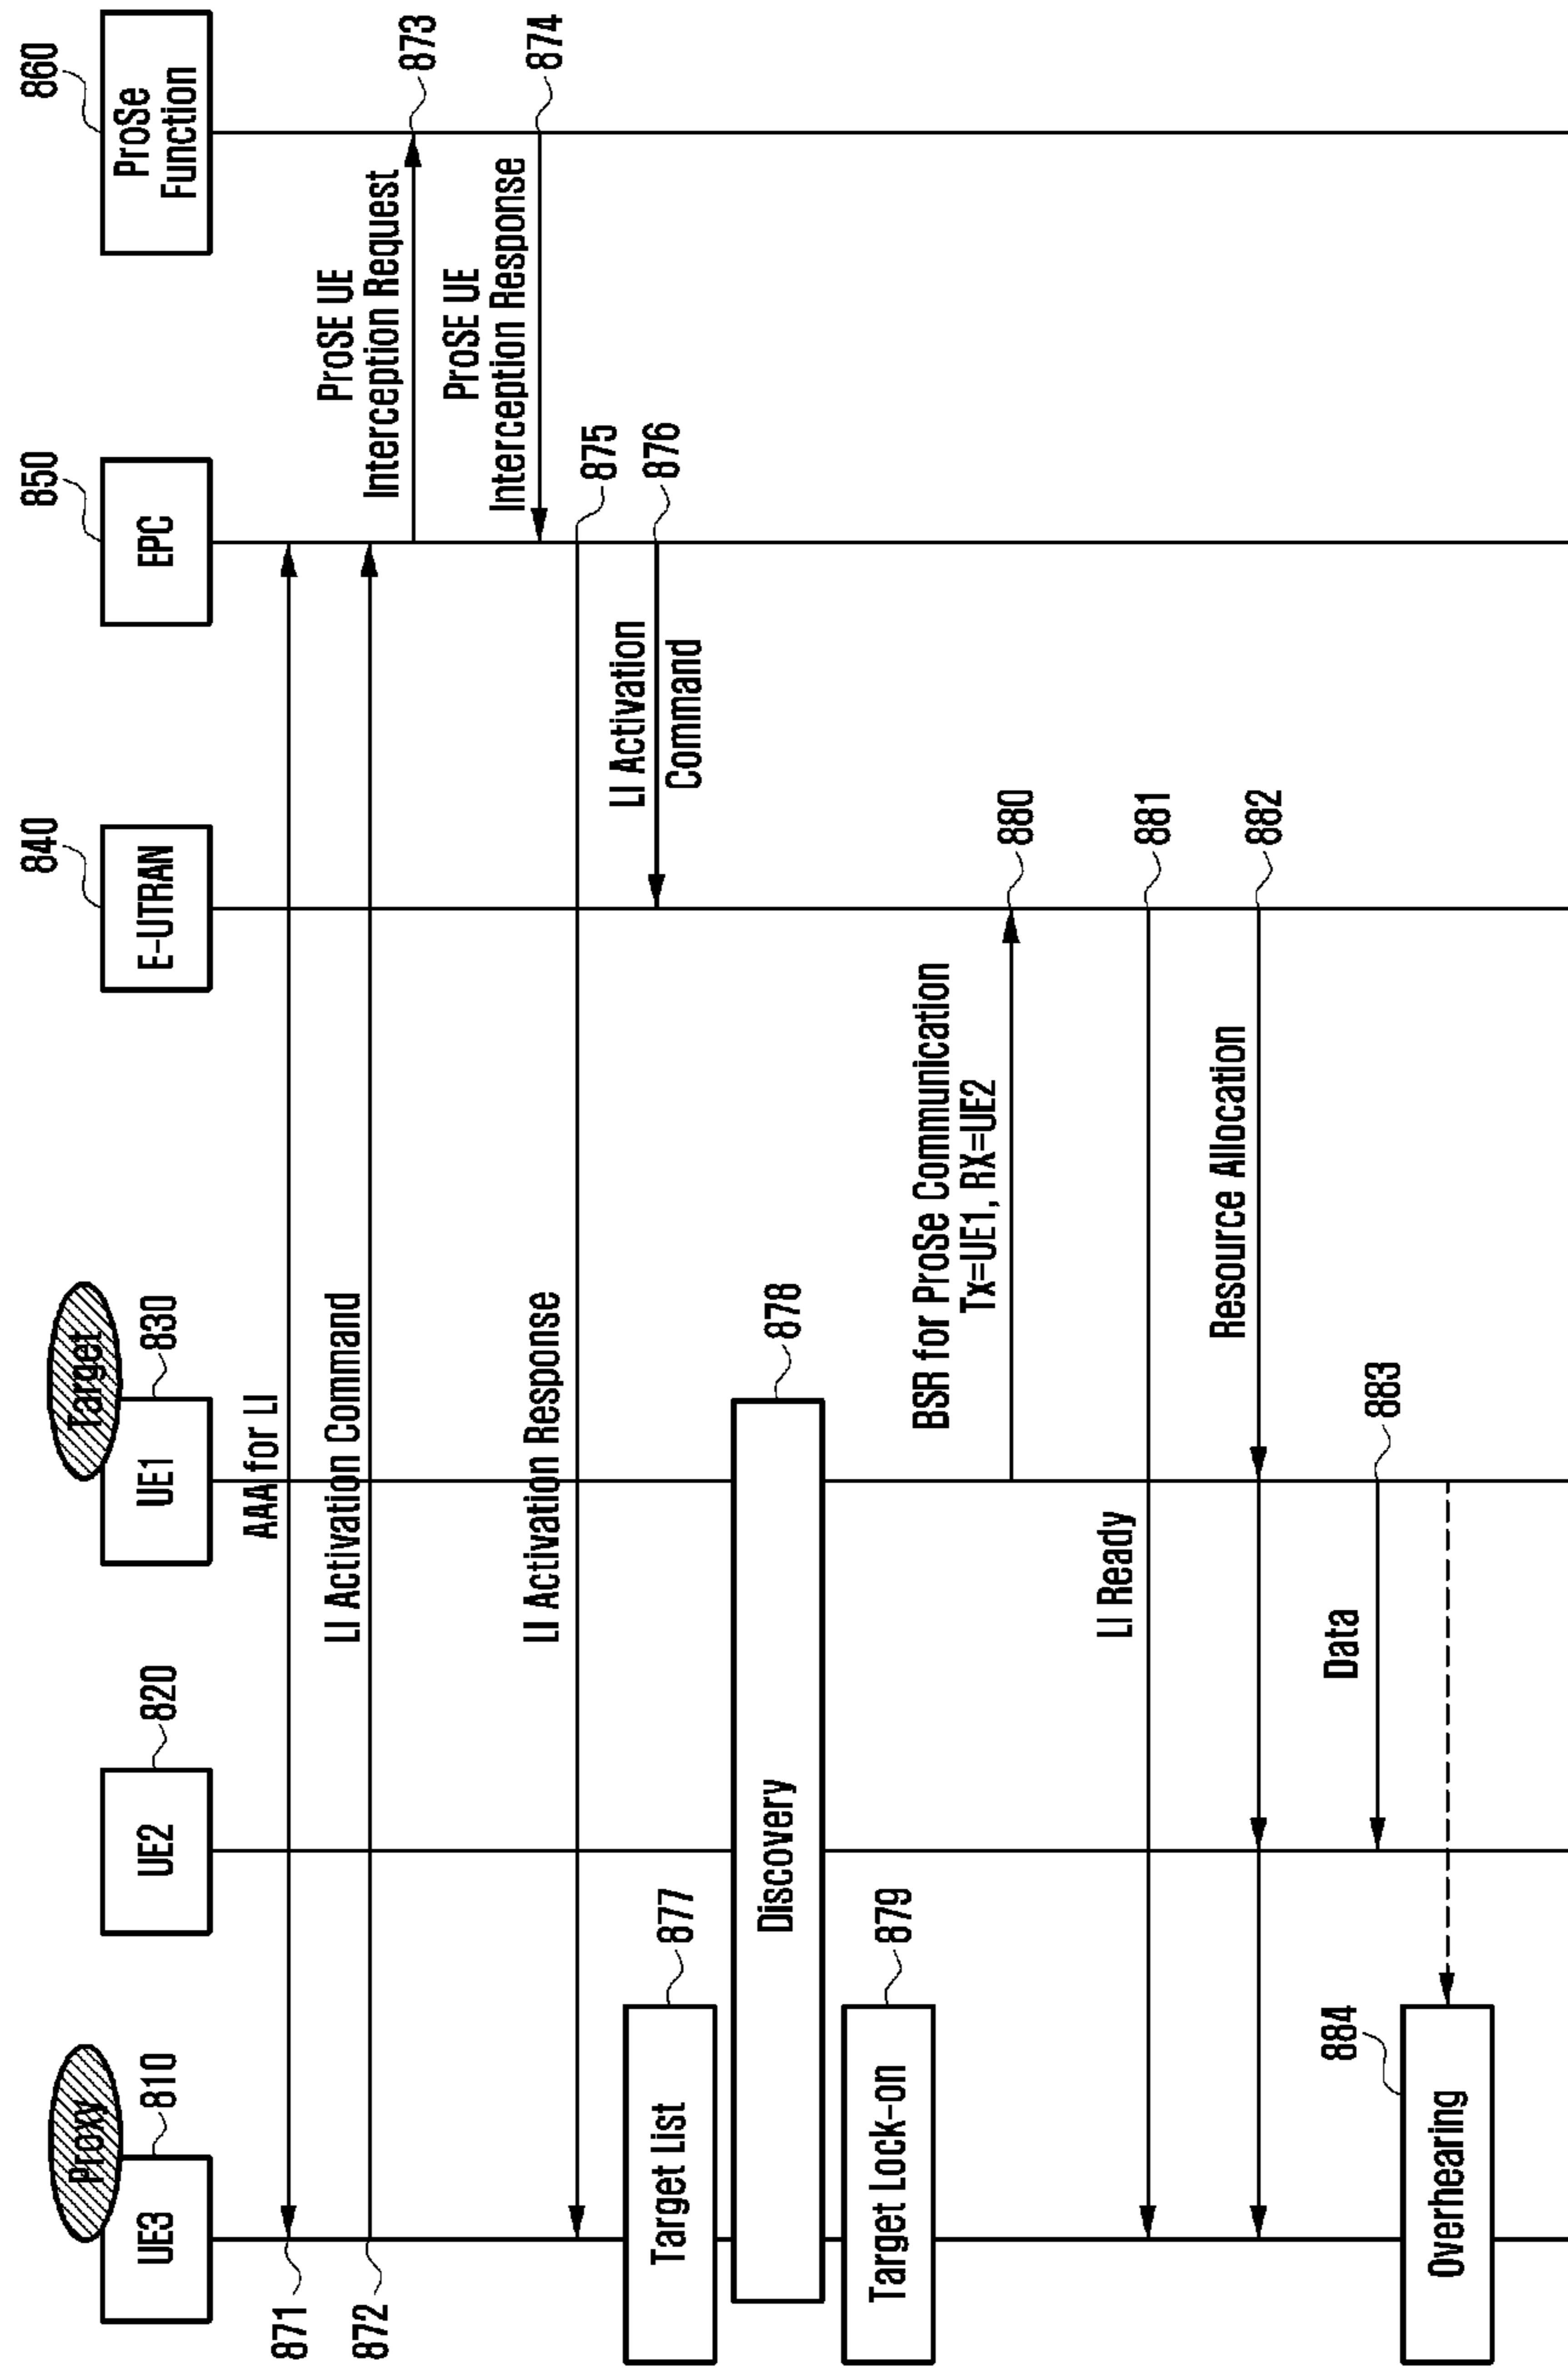 Proxy
Target
810
820
830
840
850
860
UE3
UE2
UE1
E-UTRAN
EPC
ProSe
Function
871
AAA for LI
872
LI Activation Command
ProSE UE
Interception Request
873
ProSE UE
Interception Response
874
LI Activation Response
875
LI Activation
Command
876
Target List
877
Discovery
878
Target Lock-on
879
BSR for ProSe Communication
Tx=UE1, RX=UE2
880
LI Ready
881
Resource Allocation
882
Data
883
884
Overhearing